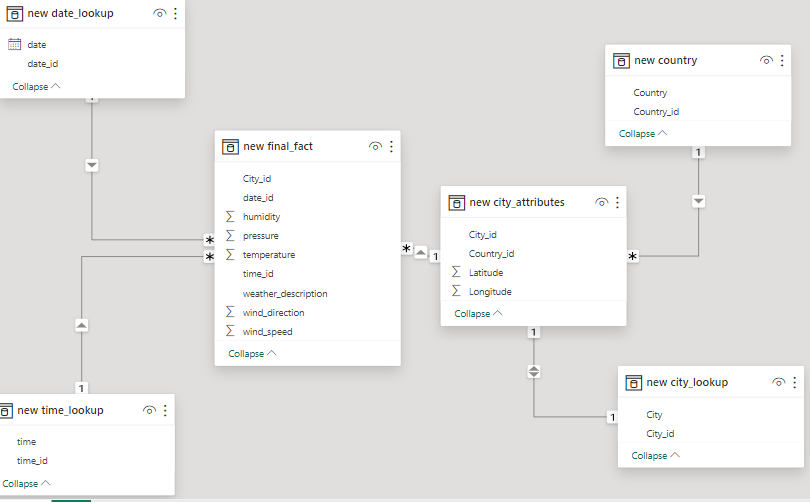 new date_lookup
date
date_id
Collapse
1
new final_fact
City_id
date_id
humidity
pressure
temperature
time_id
weather_description
wind_direction
wind_speed
Collapse
*
*
*
1
new time_lookup
time
time_id
Collapse
new city_attributes
City_id
Country_id
Latitude
Longitude
Collapse
1
*
1
new country
Country
Country_id
Collapse
1
new city_lookup
City
City_id
Collapse
1